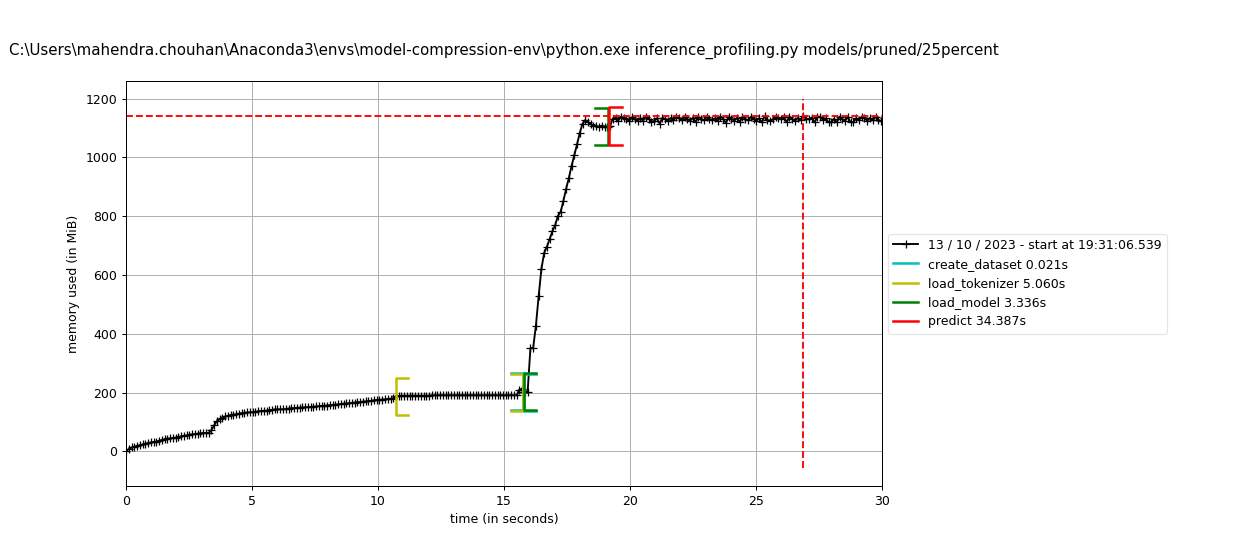 C:\Users\mahendra.chouhan\Anaconda3\envs\model-compression-env\python.exe inference_profiling.py models/pruned/25percent
1200
1000
800
600
400
200
0
memory used (in MiB)
0 5 10 15 20 25 30
time (in seconds)
13 / 10 / 2023 - start at 19:31:06.539
create_dataset 0.021s
load_tokenizer 5.060s
load_model 3.336s
predict 34.387s